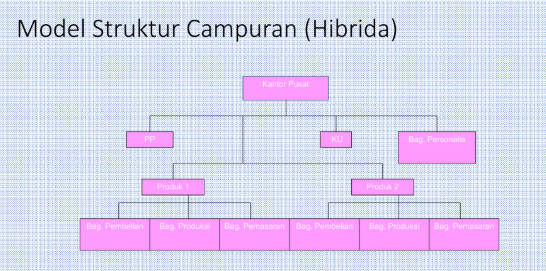 Model Struktur Campuran (Hibrida)
Kantor Pusat
PP
KU
Bag. Personalia
Produk 1
Produk 2
Bag. Pembelian
Bag. Produksi
Bag. Pemasaran
Bag. Pembelian
Bag. Produksi
Bag. Pemasaran